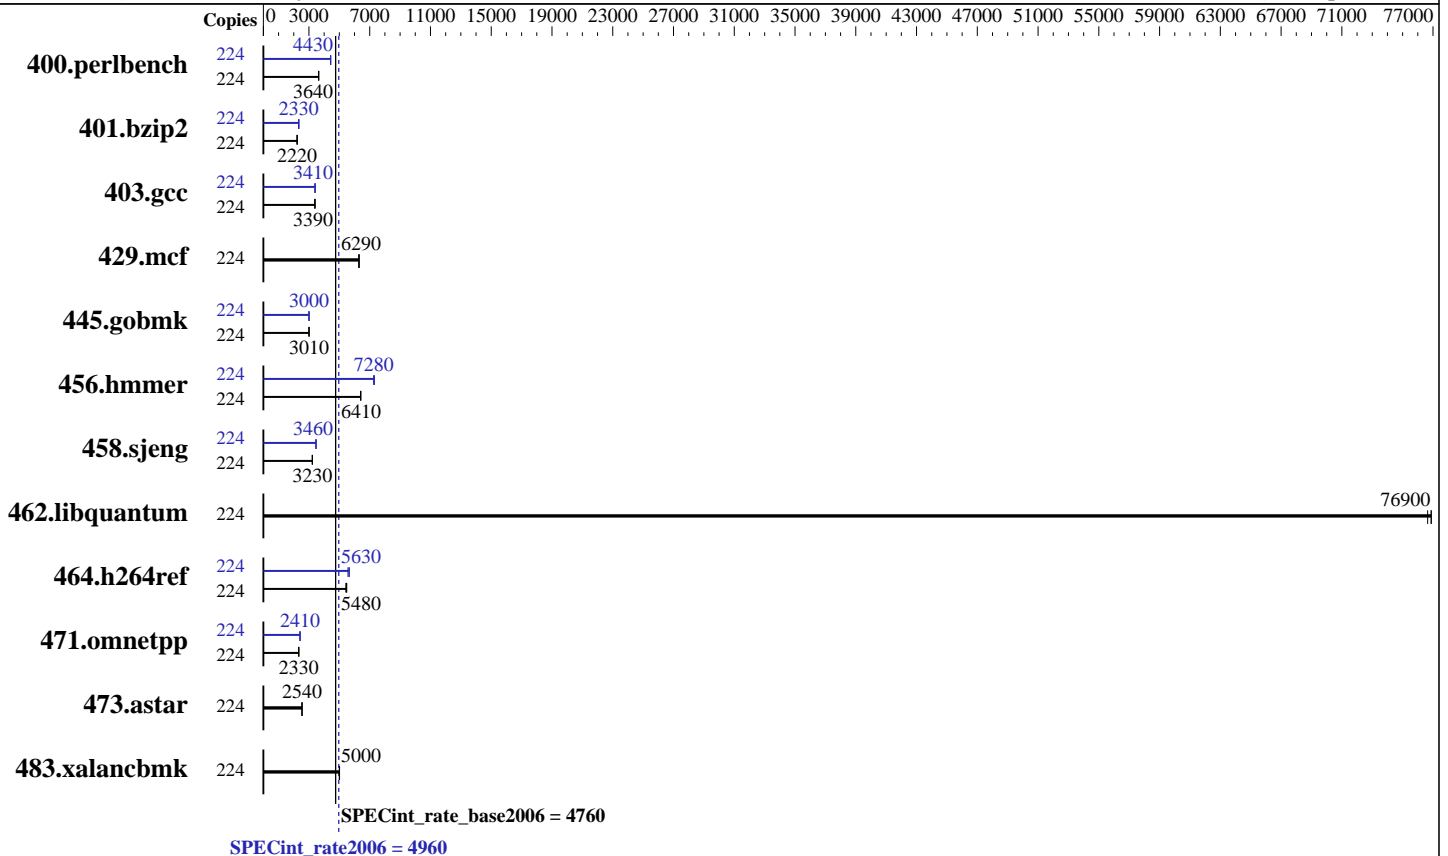 Copies 0 3000 7000 11000 15000 19000 23000 27000 31000 35000 39000 43000 47000 51000 55000 59000 63000 67000 71000 77000
400.perlbench 224 4430
224 3640
401.bzip2 224 2330
224 2220
403.gcc 224 3410
224 3390
429.mcf 224 6290
445.gobmk 224 3000
224 3010
456.hmmer 224 7280
224 6410
458.sjeng 224 3460
224 3230
462.libquantum 224 76900
464.h264ref 224 5630
224 5480
471.omnetpp 224 2410
224 2330
473.astar 224 2540
483.xalancbmk 224 5000
SPECint_rate_base2006 = 4760
SPECint_rate2006 = 4960